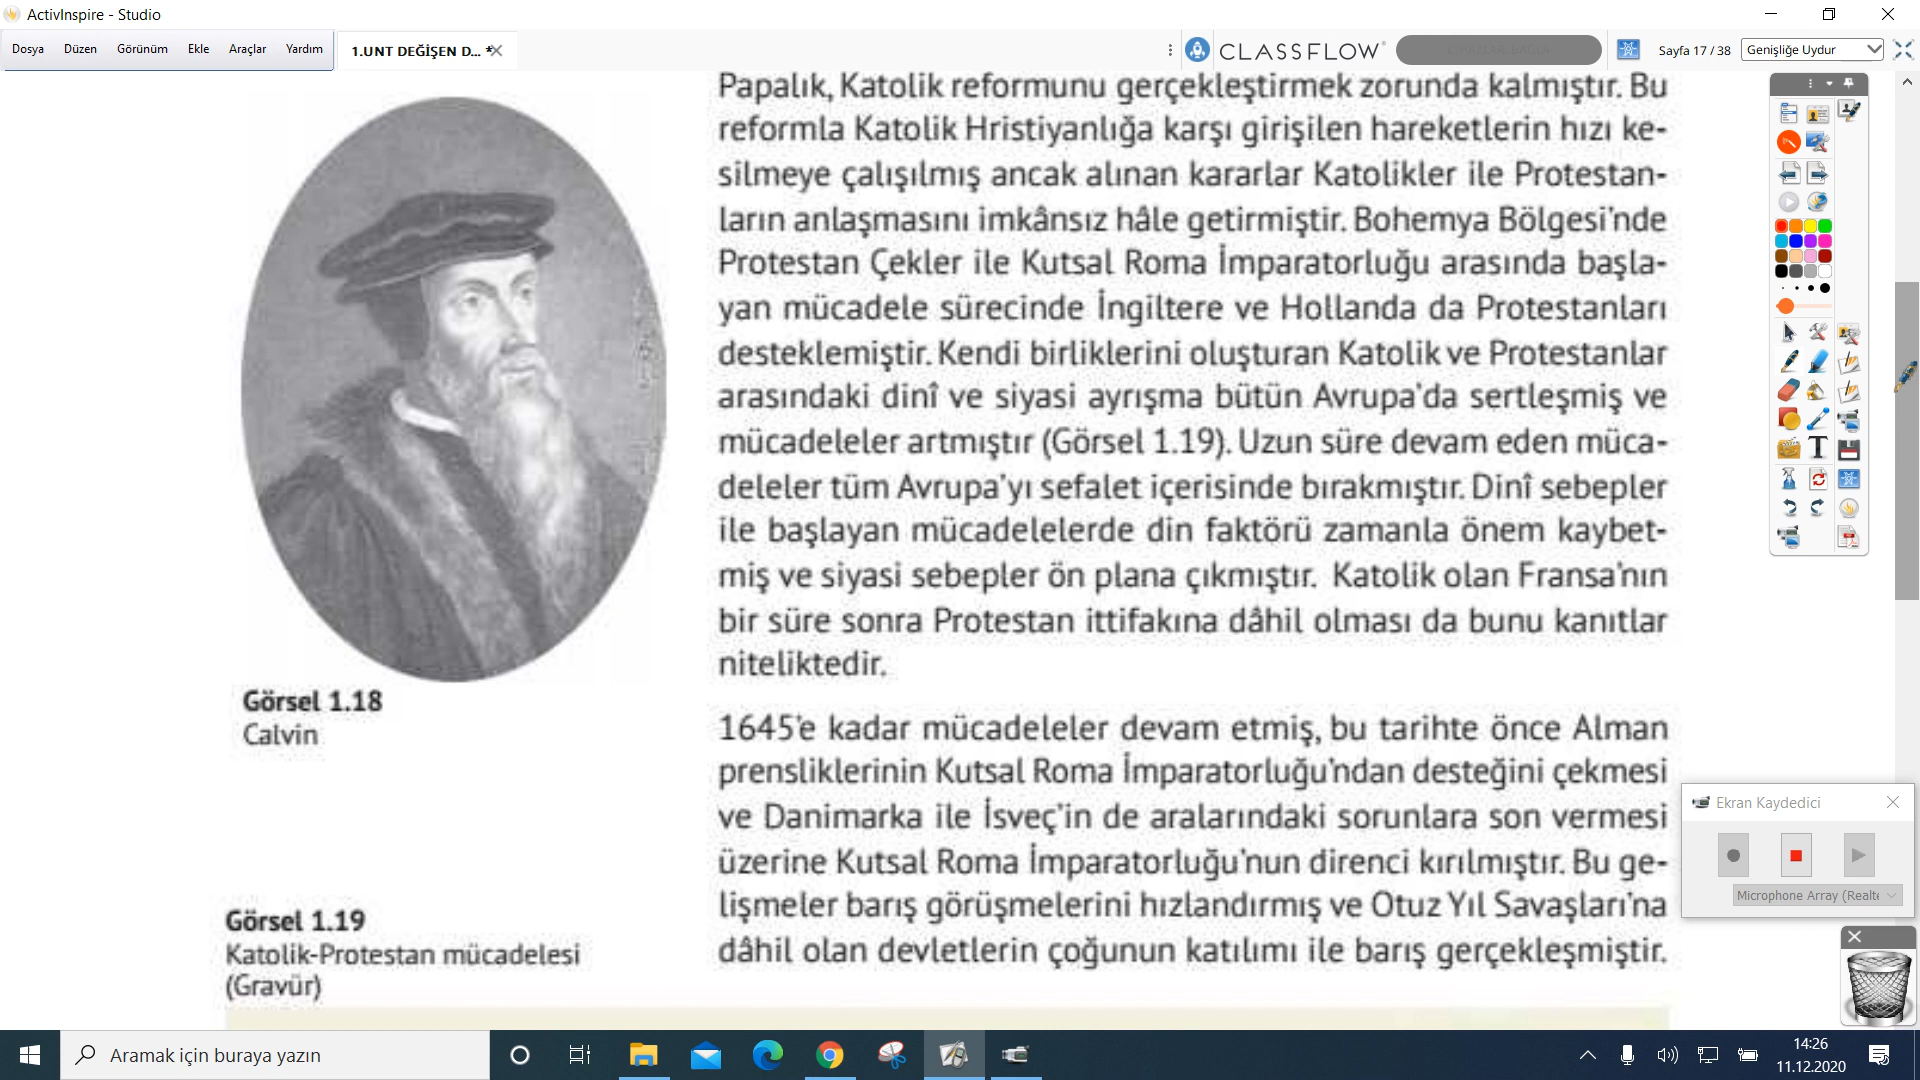 ActivInspire - Studio
Dosya Düzen Görünüm Ekle Araçlar Yardım
1.UNT DEĞİŞEN D... *
CLASSFLOW
Sayfa 17 / 38
Genişliğe Uydur
Papalık, Katolik reformunu gerçekleştirmek zorunda kalmıştır. Bu
reformla Katolik Hristiyanlığa karşı girişilen hareketlerin hızı ke-
silmeye çalışılmış ancak alınan kararlar Katolikler ile Protestan-
ların anlaşmasını imkânsız hâle getirmiştir. Bohemya Bölgesi'nde
Protestan Çekler ile Kutsal Roma İmparatorluğu arasında başla-
yan mücadele sürecinde İngiltere ve Hollanda da Protestanları
desteklemiştir. Kendi birliklerini oluşturan Katolik ve Protestanlar
arasındaki dinî ve siyasi ayrışma bütün Avrupa'da sertleşmiş ve
mücadeleler artmıştır (Görsel 1.19). Uzun süre devam eden müca-
deleler tüm Avrupa'yı sefalet içerisinde bırakmıştır. Dinî sebepler
ile başlayan mücadelelerde din faktörü zamanla önem kaybet-
miş ve siyasi sebepler ön plana çıkmıştır. Katolik olan Fransa'nın
bir süre sonra Protestan ittifakına dâhil olması da bunu kanıtlar
niteliktedir.
Görsel 1.18
Calvin
1645'e kadar mücadeleler devam etmiş, bu tarihte önce Alman
prensliklerinin Kutsal Roma İmparatorluğu'ndan desteğini çekmesi
ve Danimarka ile İsveç'in de aralarındaki sorunlara son vermesi
üzerine Kutsal Roma İmparatorluğu'nun direnci kırılmıştır. Bu ge-
lişmeler barış görüşmelerini hızlandırmış ve Otuz Yıl Savaşları'na
dâhil olan devletlerin çoğunun katılımı ile barış gerçekleşmiştir.
Görsel 1.19
Katolik-Protestan mücadelesi
(Gravür)
Ekran Kaydedici
Microphone Array (Realte
Aramak için buraya yazın
14:26
11.12.2020